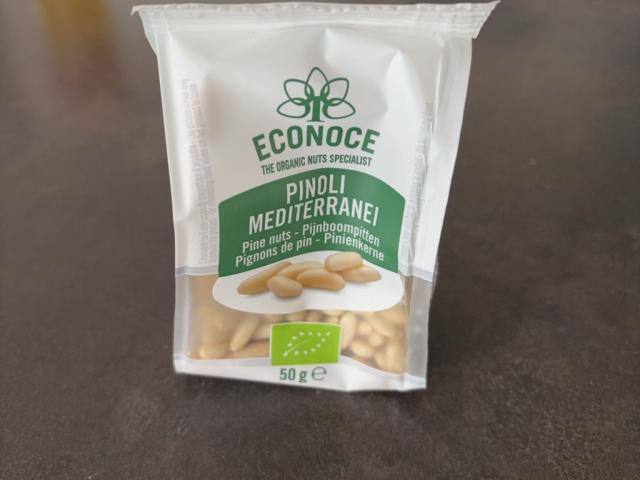 ECONOCE
THE ORGANIC NUTS SPECIALIST
PINOLI
MEDITERRANEI
Pine nuts - Pijnboompitten
Pignons de pin - Pinienkerne
50 g ℮